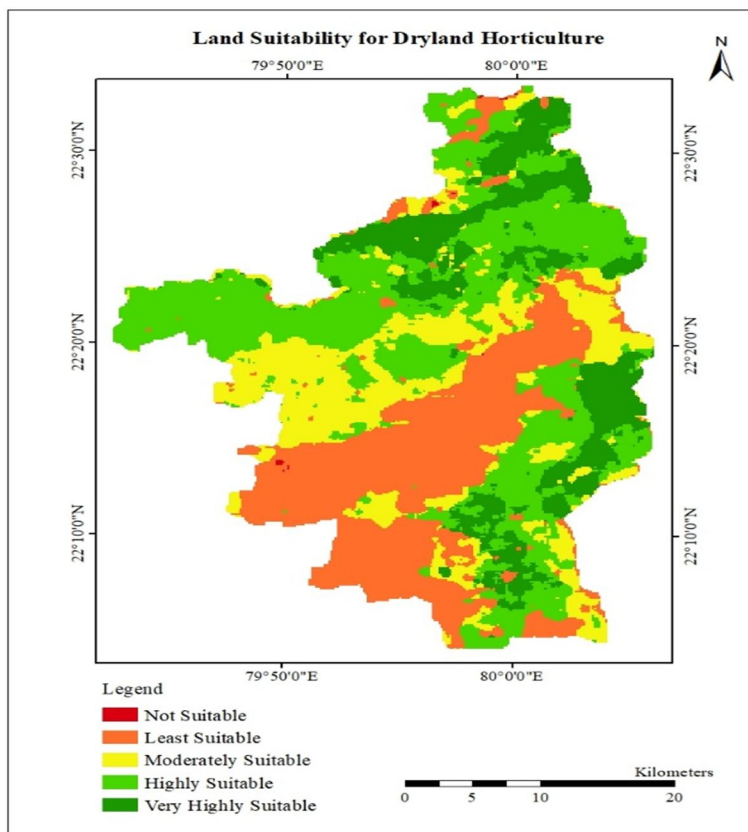 Land Suitability for Dryland Horticulture
N
79°50'0"E 80°0'0"E
22°30'0"N 22°30'0"N
22°20'0"N 22°20'0"N
22°10'0"N 22°10'0"N
79°50'0"E 80°0'0"E
Legend
Not Suitable
Least Suitable
Moderately Suitable
Highly Suitable
Very Highly Suitable
Kilometers
0 5 10 20